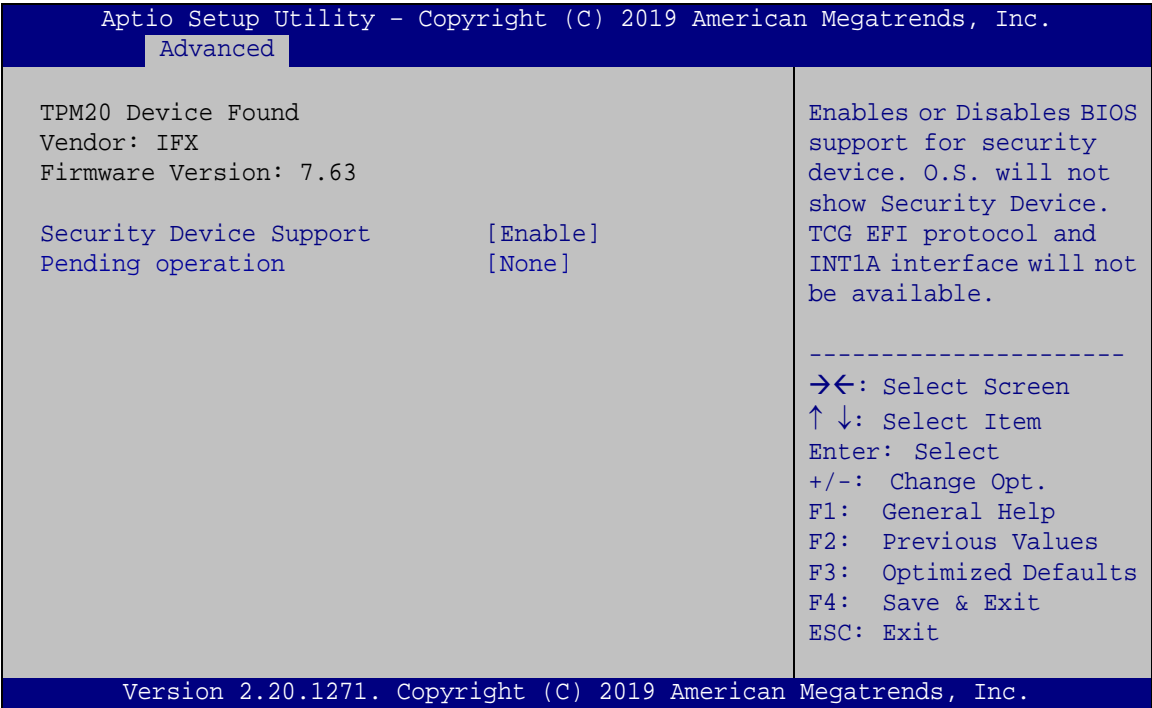 Aptio Setup Utility – Copyright (C) 2019 American Megatrends, Inc.
Advanced
TPM20 Device Found
Vendor: IFX
Firmware Version: 7.63
Security Device Support [Enable]
Pending operation [None]
Enables or Disables BIOS
support for security
device. O.S. will not
show Security Device.
TCG EFI protocol and
INT1A interface will not
be available.
----------------------
→←: Select Screen
↑ ↓: Select Item
Enter: Select
+/-: Change Opt.
F1: General Help
F2: Previous Values
F3: Optimized Defaults
F4: Save & Exit
ESC: Exit
Version 2.20.1271. Copyright (C) 2019 American Megatrends, Inc.